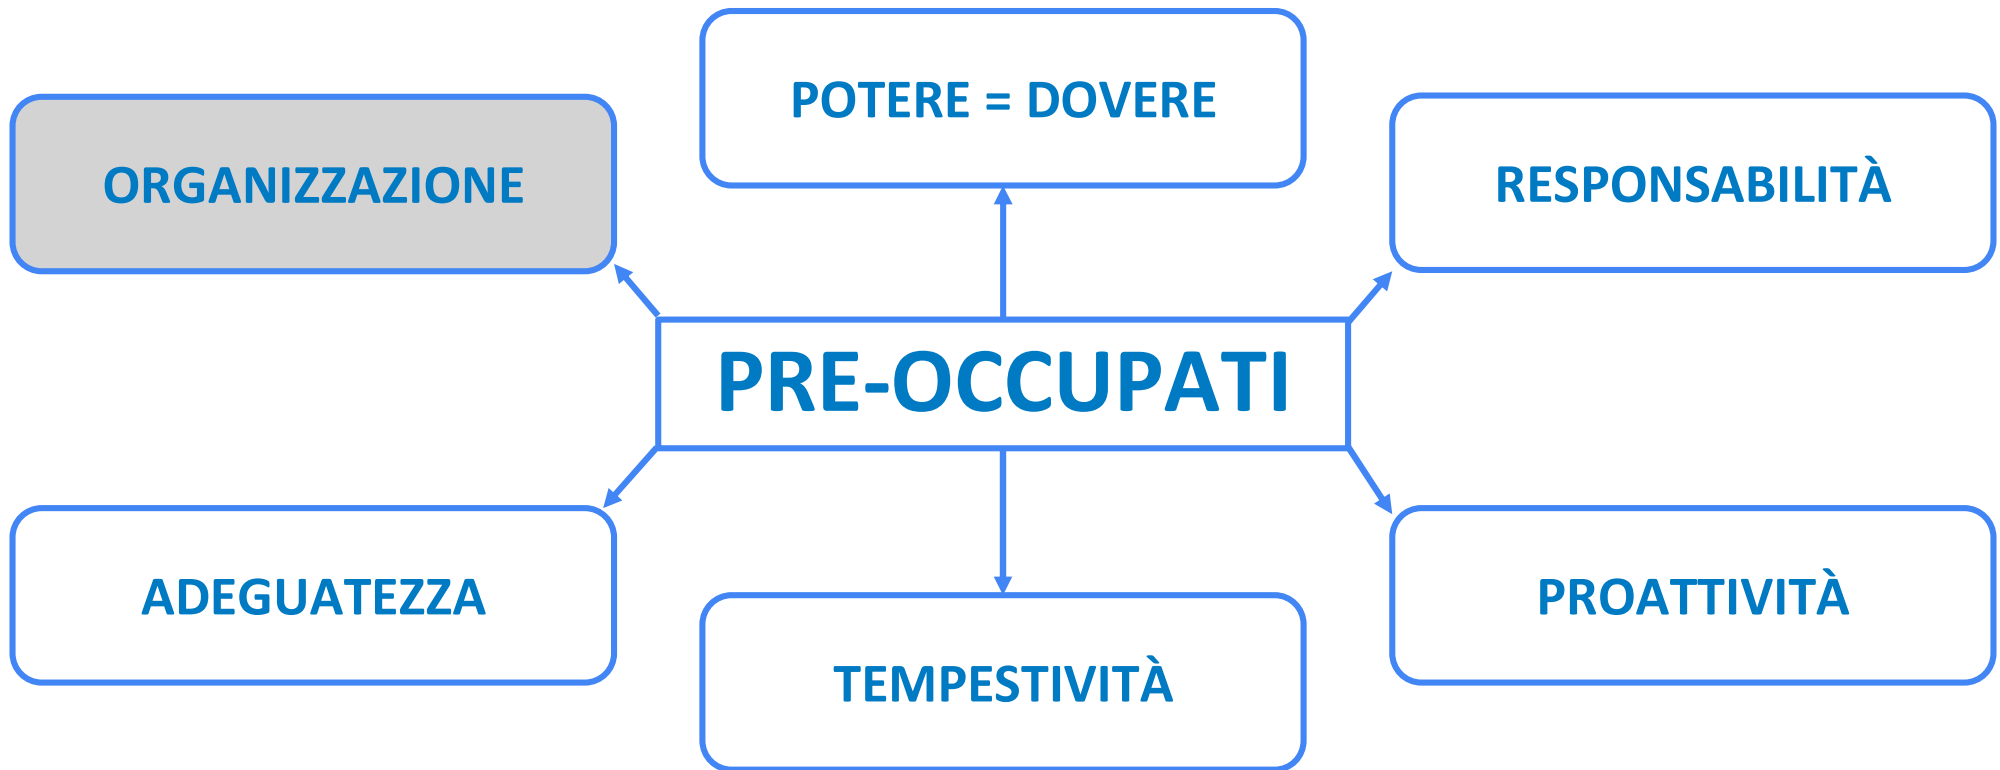 POTERE = DOVERE
ORGANIZZAZIONE
RESPONSABILITÀ
PRE-OCCUPATI
ADEGUATEZZA
PROATTIVITÀ
TEMPESTIVITÀ